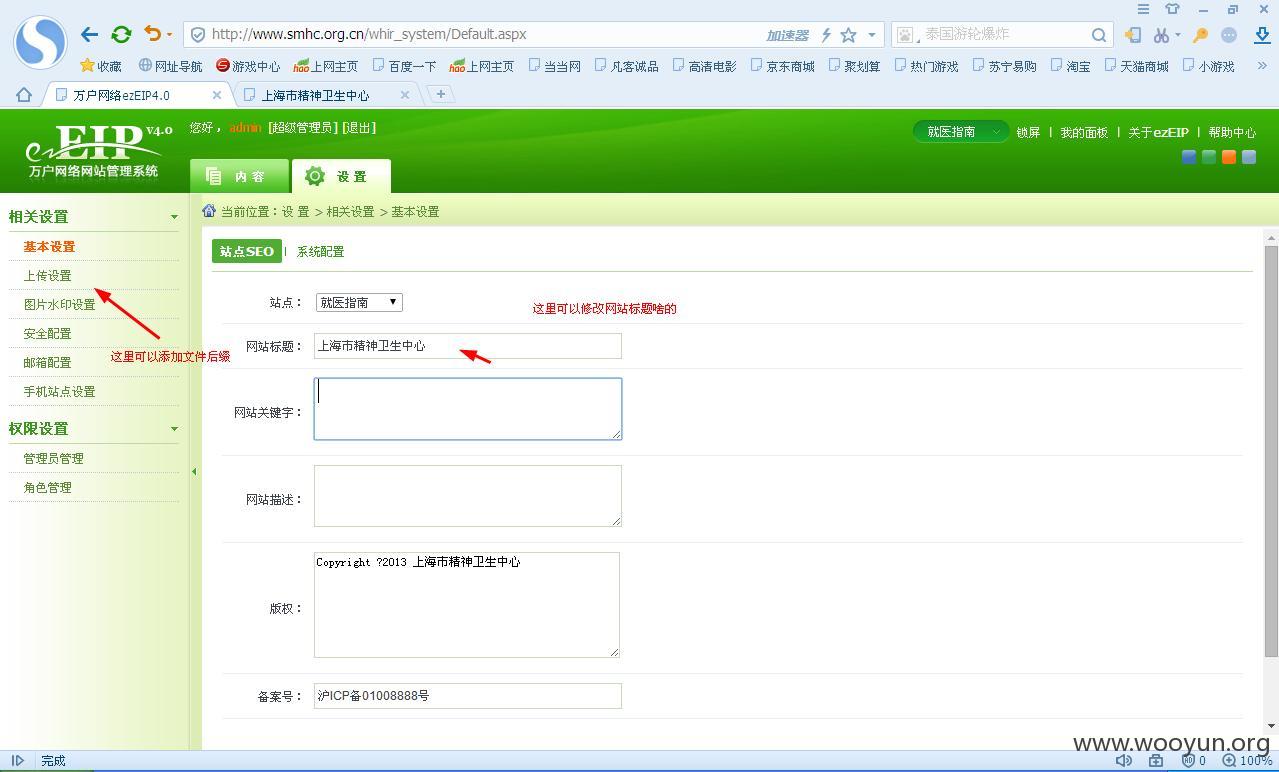 http://www.smhc.org.cn/whir_system/Default.aspx
加速器
泰国游轮爆炸
收藏
网址导航
游戏中心
hao上网主页
百度一下
hao上网主页
当当网
凡客诚品
高清电影
京东商城
聚划算
热门游戏
苏宁易购
淘宝
天猫商城
小游戏
万户网络ezEIP4.0
上海市精神卫生中心
ezEIP v4.0
万户网络网站管理系统
您好，admin [超级管理员] [退出]
就医指南
锁屏 | 我的面板 | 关于ezEIP | 帮助中心
内 容
设 置
当前位置：设 置 > 相关设置 > 基本设置
相关设置
基本设置
上传设置
图片水印设置
安全配置
邮箱配置
手机站点设置
权限设置
管理员管理
角色管理
这里可以添加文件后缀
站点SEO | 系统配置
站点：
就医指南
这里可以修改网站标题啥的
网站标题：
上海市精神卫生中心
网站关键字：
网站描述：
版权：
Copyright ?2013 上海市精神卫生中心
备案号：
沪ICP备01008888号
www.wooyun.org
完成
0
100%